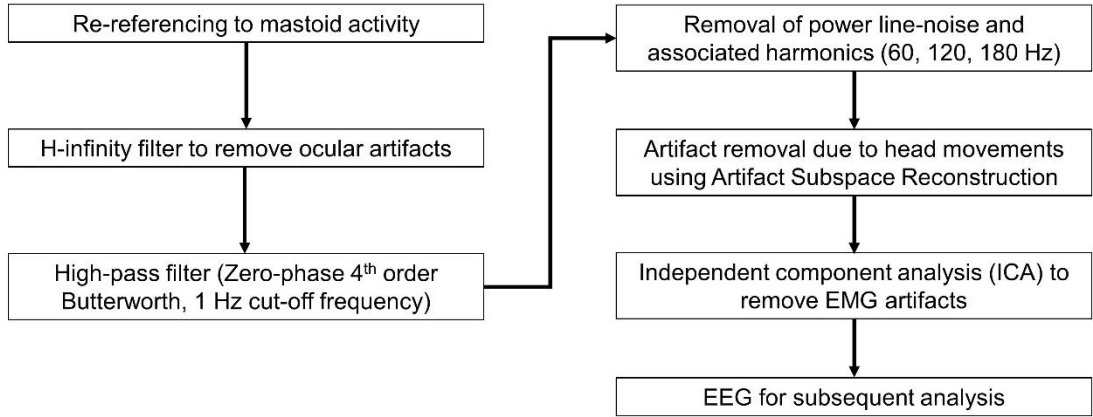 Re-referencing to mastoid activity
H-infinity filter to remove ocular artifacts
High-pass filter (Zero-phase 4th order
Butterworth, 1 Hz cut-off frequency)
Removal of power line-noise and
associated harmonics (60, 120, 180 Hz)
Artifact removal due to head movements
using Artifact Subspace Reconstruction
Independent component analysis (ICA) to
remove EMG artifacts
EEG for subsequent analysis